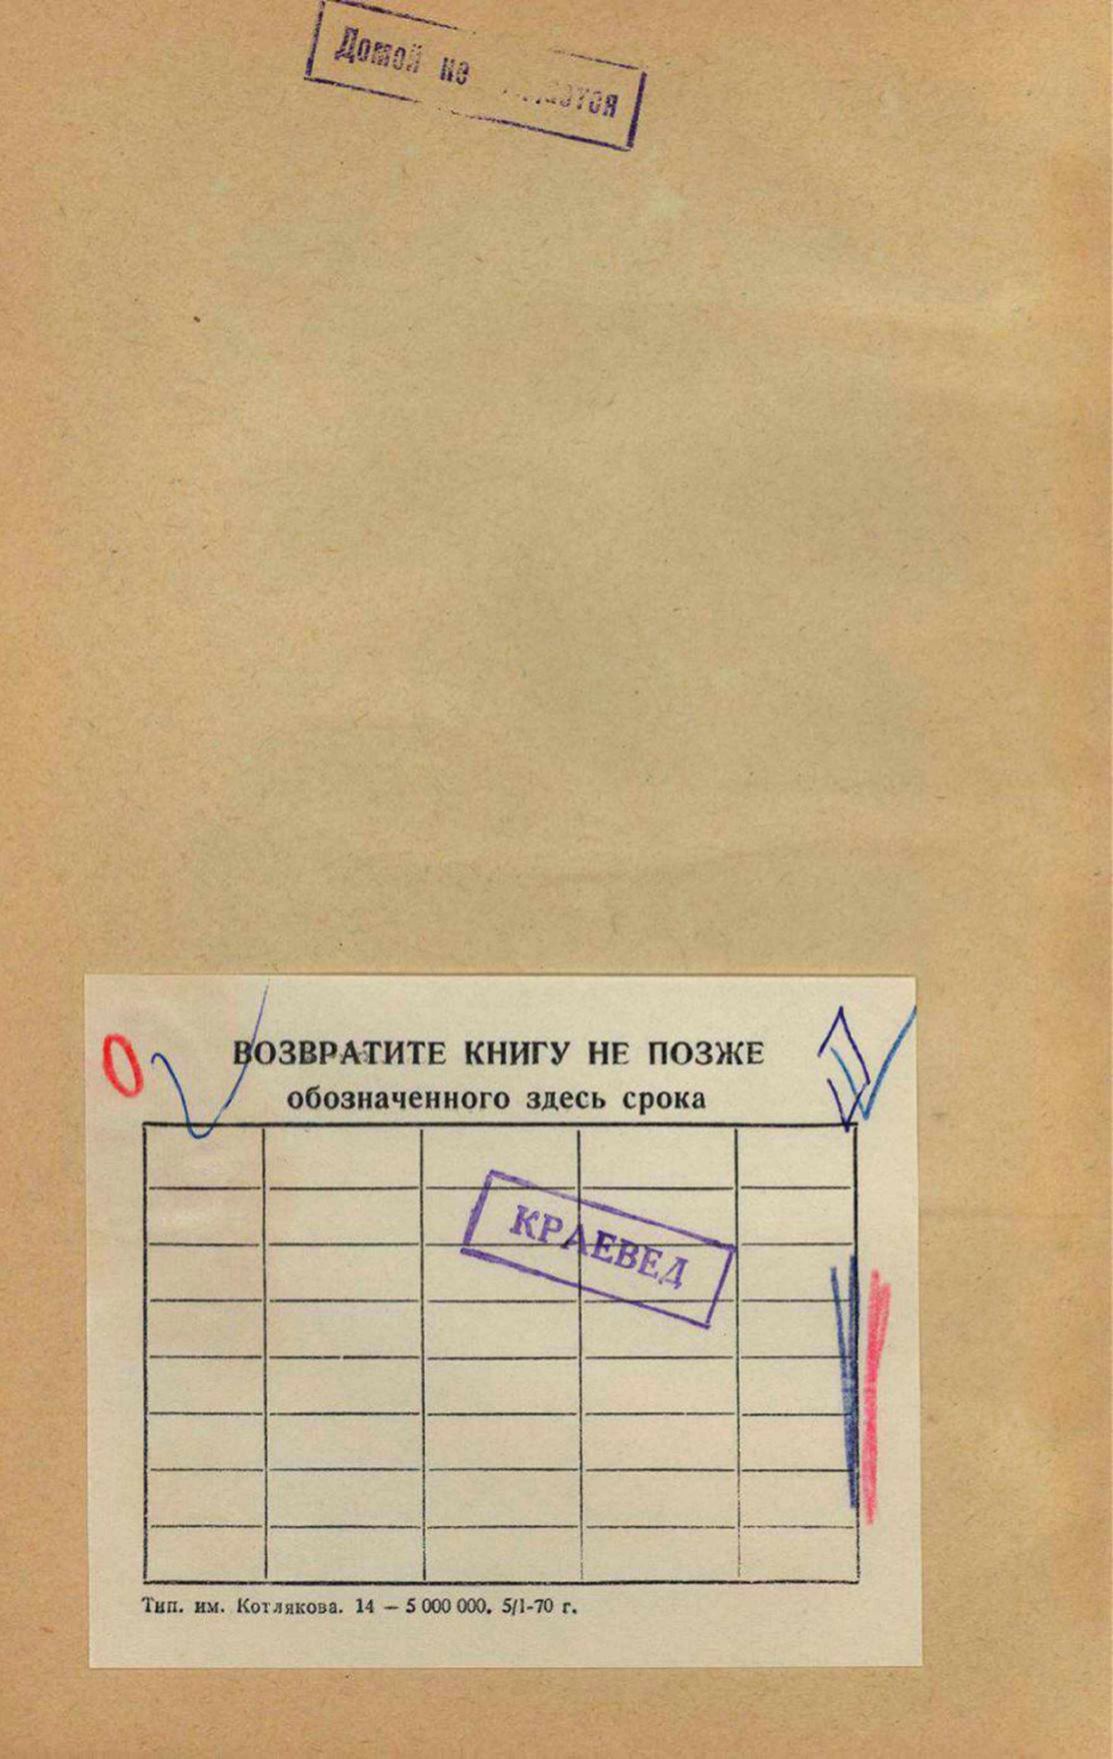 Домой не
ВОЗВРАТИТЕ КНИГУ НЕ ПОЗЖЕ
обозначенного здесь срока
КРАЕВЕД
Тип. им. Котлякова. 14 — 5 000 000. 5/I-70 г.